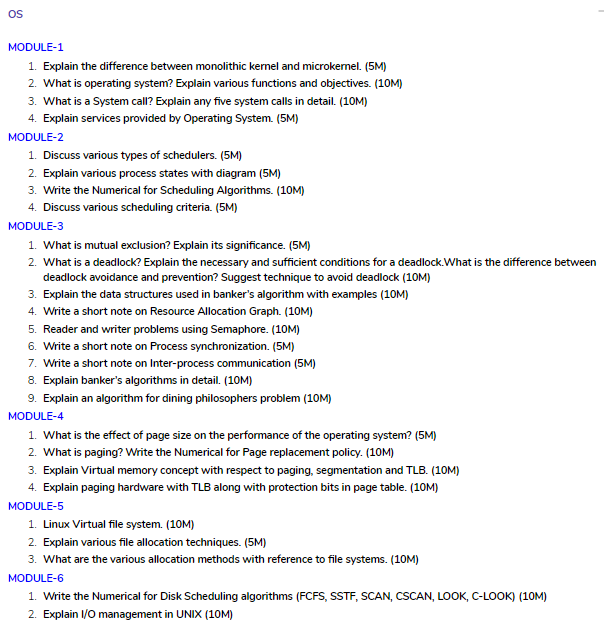 OS
MODULE-1
1. Explain the difference between monolithic kernel and microkernel. (5M)
2. What is operating system? Explain various functions and objectives. (10M)
3. What is a System call? Explain any five system calls in detail. (10M)
4. Explain services provided by Operating System. (5M)
MODULE-2
1. Discuss various types of schedulers. (5M)
2. Explain various process states with diagram (5M)
3. Write the Numerical for Scheduling Algorithms. (10M)
4. Discuss various scheduling criteria. (5M)
MODULE-3
1. What is mutual exclusion? Explain its significance. (5M)
2. What is a deadlock? Explain the necessary and sufficient conditions for a deadlock.What is the difference between
deadlock avoidance and prevention? Suggest technique to avoid deadlock (10M)
3. Explain the data structures used in banker's algorithm with examples (10M)
4. Write a short note on Resource Allocation Graph. (10M)
5. Reader and writer problems using Semaphore. (10M)
6. Write a short note on Process synchronization. (5M)
7. Write a short note on Inter-process communication (5M)
8. Explain banker's algorithms in detail. (10M)
9. Explain an algorithm for dining philosophers problem (10M)
MODULE-4
1. What is the effect of page size on the performance of the operating system? (5M)
2. What is paging? Write the Numerical for Page replacement policy. (10M)
3. Explain Virtual memory concept with respect to paging, segmentation and TLB. (10M)
4. Explain paging hardware with TLB along with protection bits in page table. (10M)
MODULE-5
1. Linux Virtual file system. (10M)
2. Explain various file allocation techniques. (5M)
3. What are the various allocation methods with reference to file systems. (10M)
MODULE-6
1. Write the Numerical for Disk Scheduling algorithms (FCFS, SSTF, SCAN, CSCAN, LOOK, C-LOOK) (10M)
2. Explain I/O management in UNIX (10M)